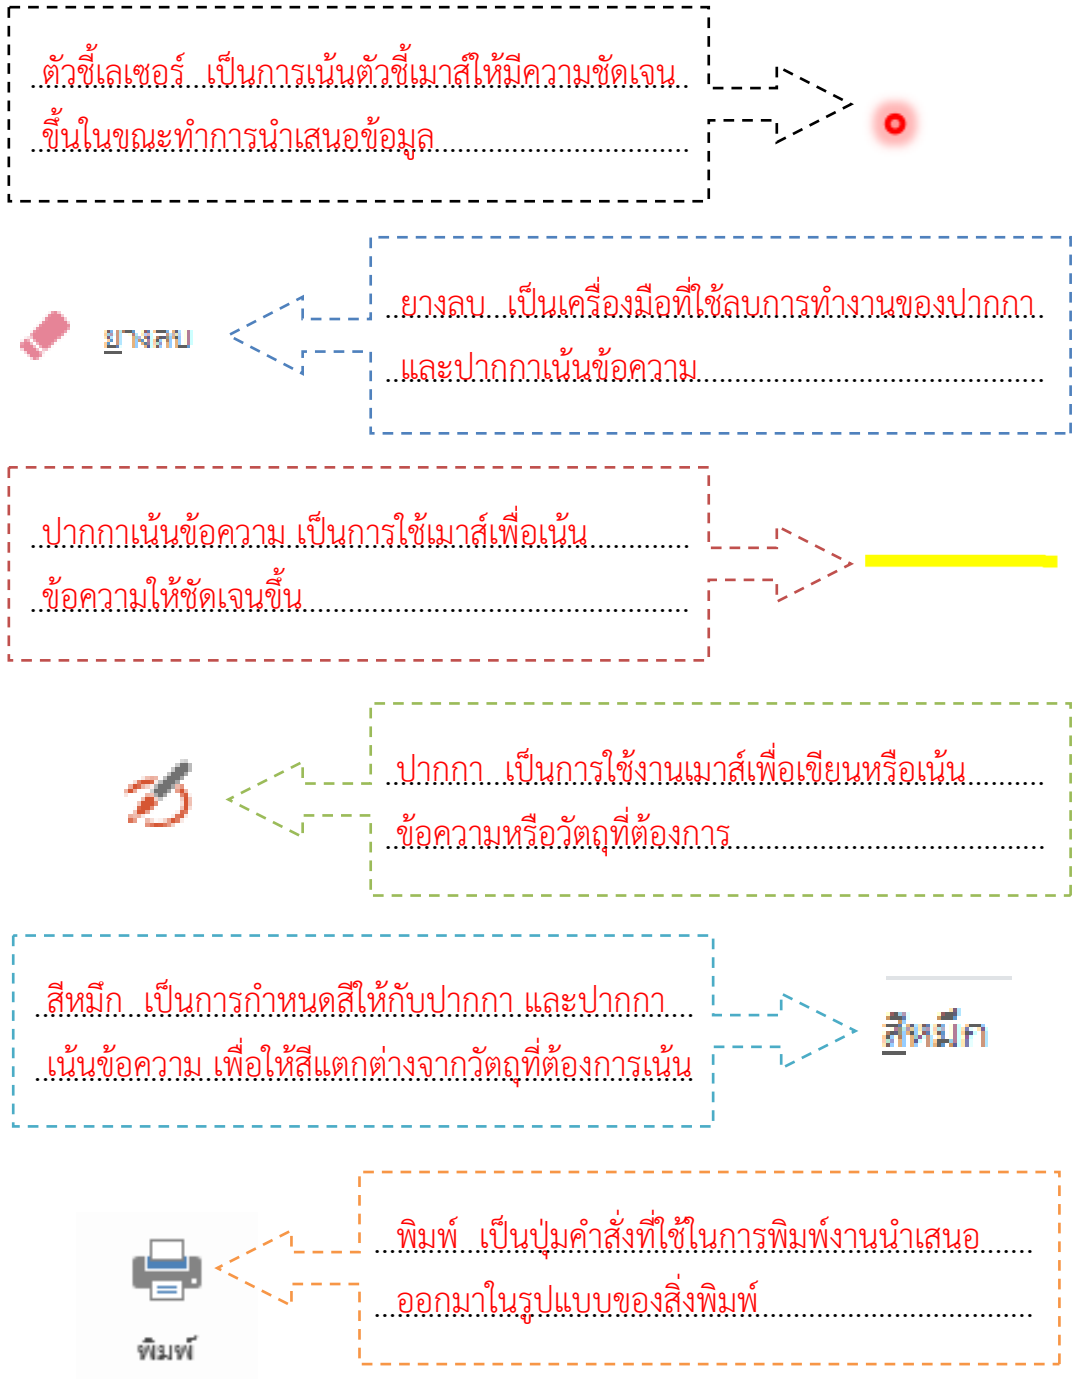 ตัวชี้เลเซอร์ เป็นการเน้นตัวชี้เมาส์ให้มีความชัดเจน
ขึ้นในขณะทำการนำเสนอข้อมูล
ยางลบ
ยางลบ เป็นเครื่องมือที่ใช้ลบการทำงานของปากกา
และปากกาเน้นข้อความ
ปากกาเน้นข้อความ เป็นการใช้เมาส์เพื่อเน้น
ข้อความให้ชัดเจนขึ้น
ปากกา เป็นการใช้งานเมาส์เพื่อเขียนหรือเน้น
ข้อความหรือวัตถุที่ต้องการ
สีหมึก เป็นการกำหนดสีให้กับปากกา และปากกา
เน้นข้อความ เพื่อให้สีแตกต่างจากวัตถุที่ต้องการเน้น
สีหมึก
พิมพ์ เป็นปุ่มคำสั่งที่ใช้ในการพิมพ์งานนำเสนอ
ออกมาในรูปแบบของสิ่งพิมพ์
พิมพ์